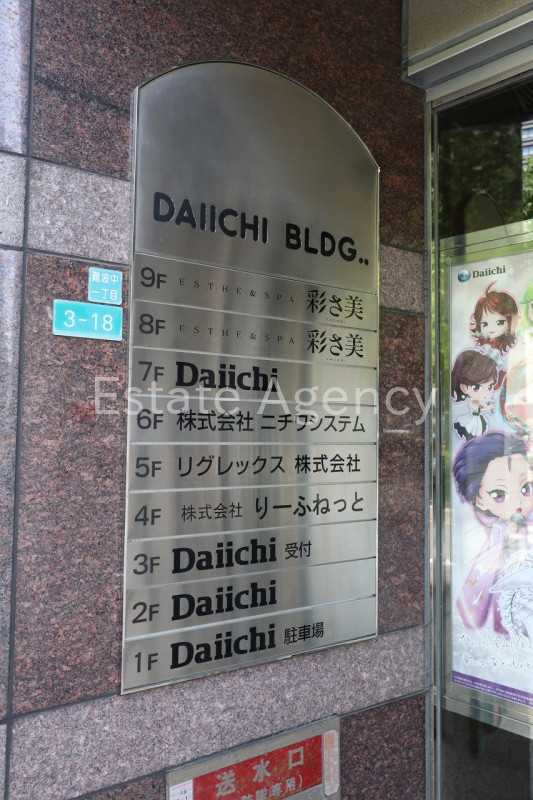 DAIICHI BLDG..
9F ESTHE & SPA 彩さ美
8F ESTHE & SPA 彩さ美
7F Daiichi
6F 株式会社 ニチワシステム
5F リグレックス 株式会社
4F 株式会社 りーふねっと
3F Daiichi 受付
2F Daiichi
1F Daiichi 駐車場
難波中
一丁目
3-18
Estate Agency
Daiichi
送水口